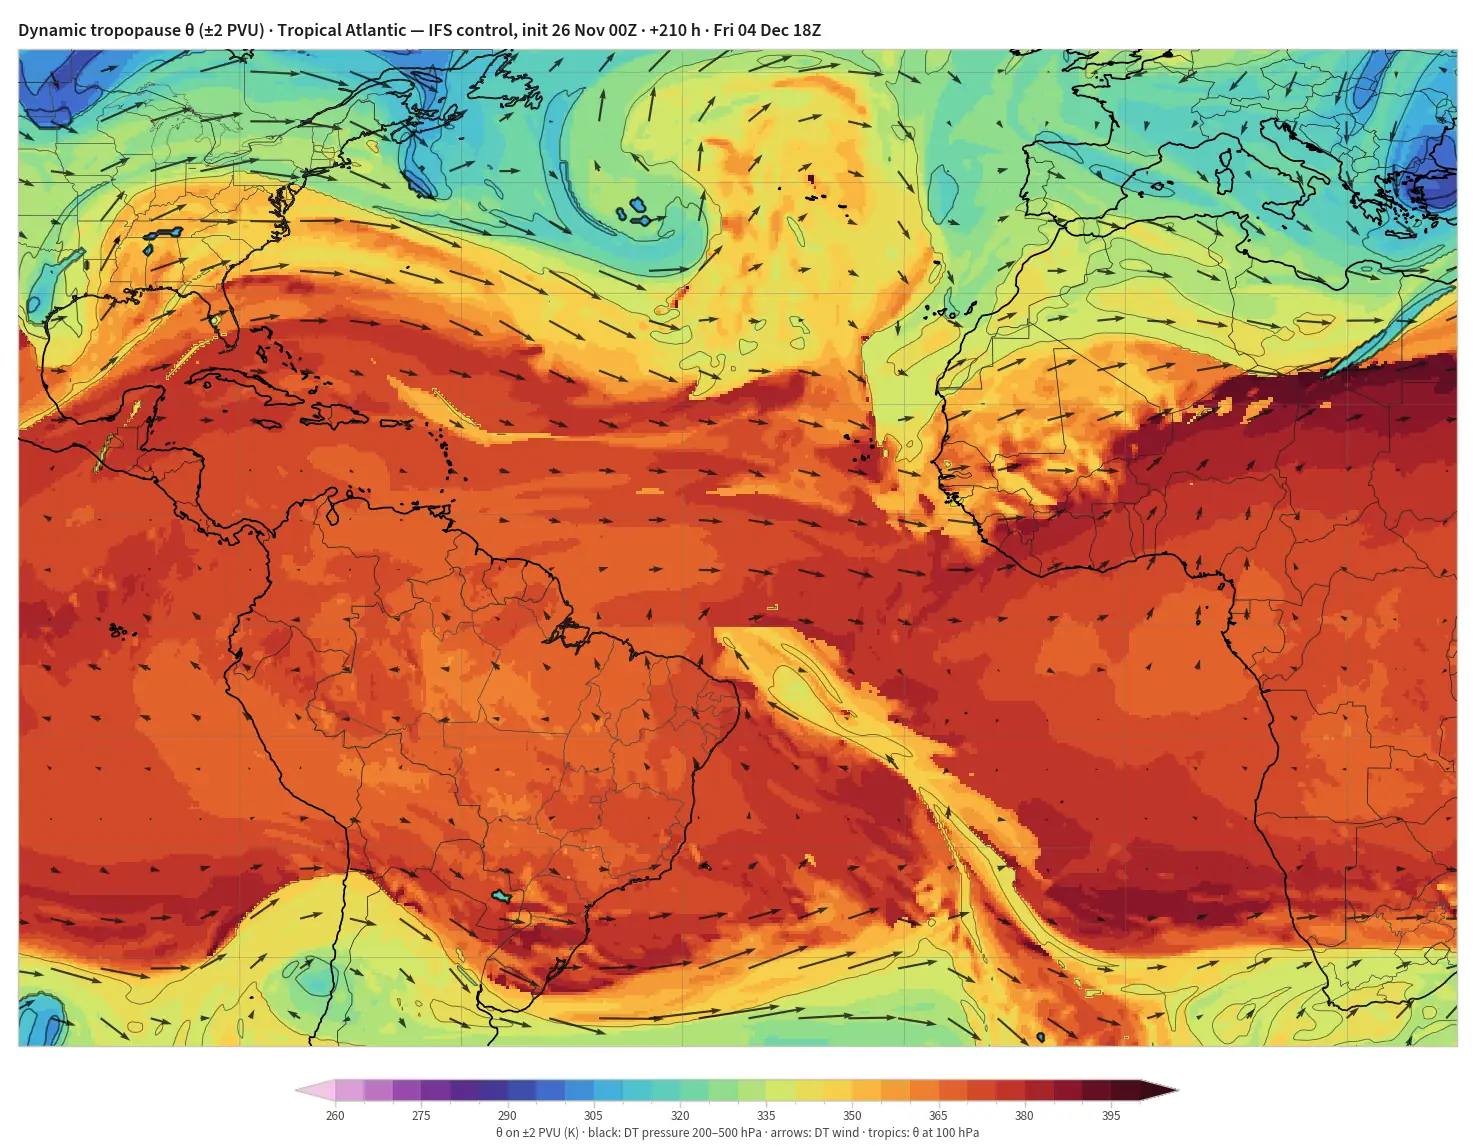 Dynamic tropopause θ (±2 PVU) · Tropical Atlantic — IFS control, init 26 Nov 00Z · +210 h · Fri 04 Dec 18Z
260 275 290 305 320 335 350 365 380 395
θ on ±2 PVU (K) · black: DT pressure 200–500 hPa · arrows: DT wind · tropics: θ at 100 hPa